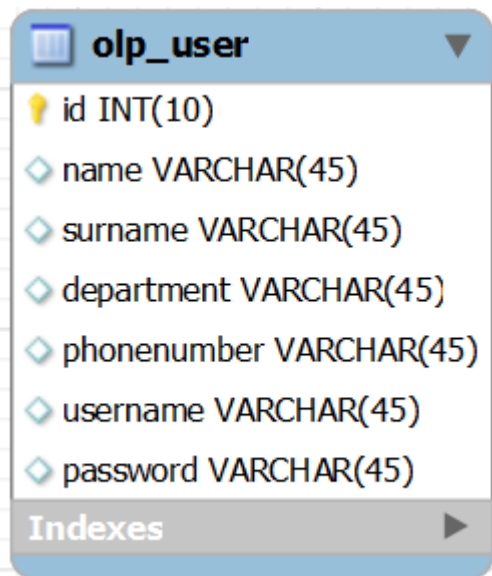 olp_user
id INT(10)
name VARCHAR(45)
surname VARCHAR(45)
department VARCHAR(45)
phonenumber VARCHAR(45)
username VARCHAR(45)
password VARCHAR(45)
Indexes